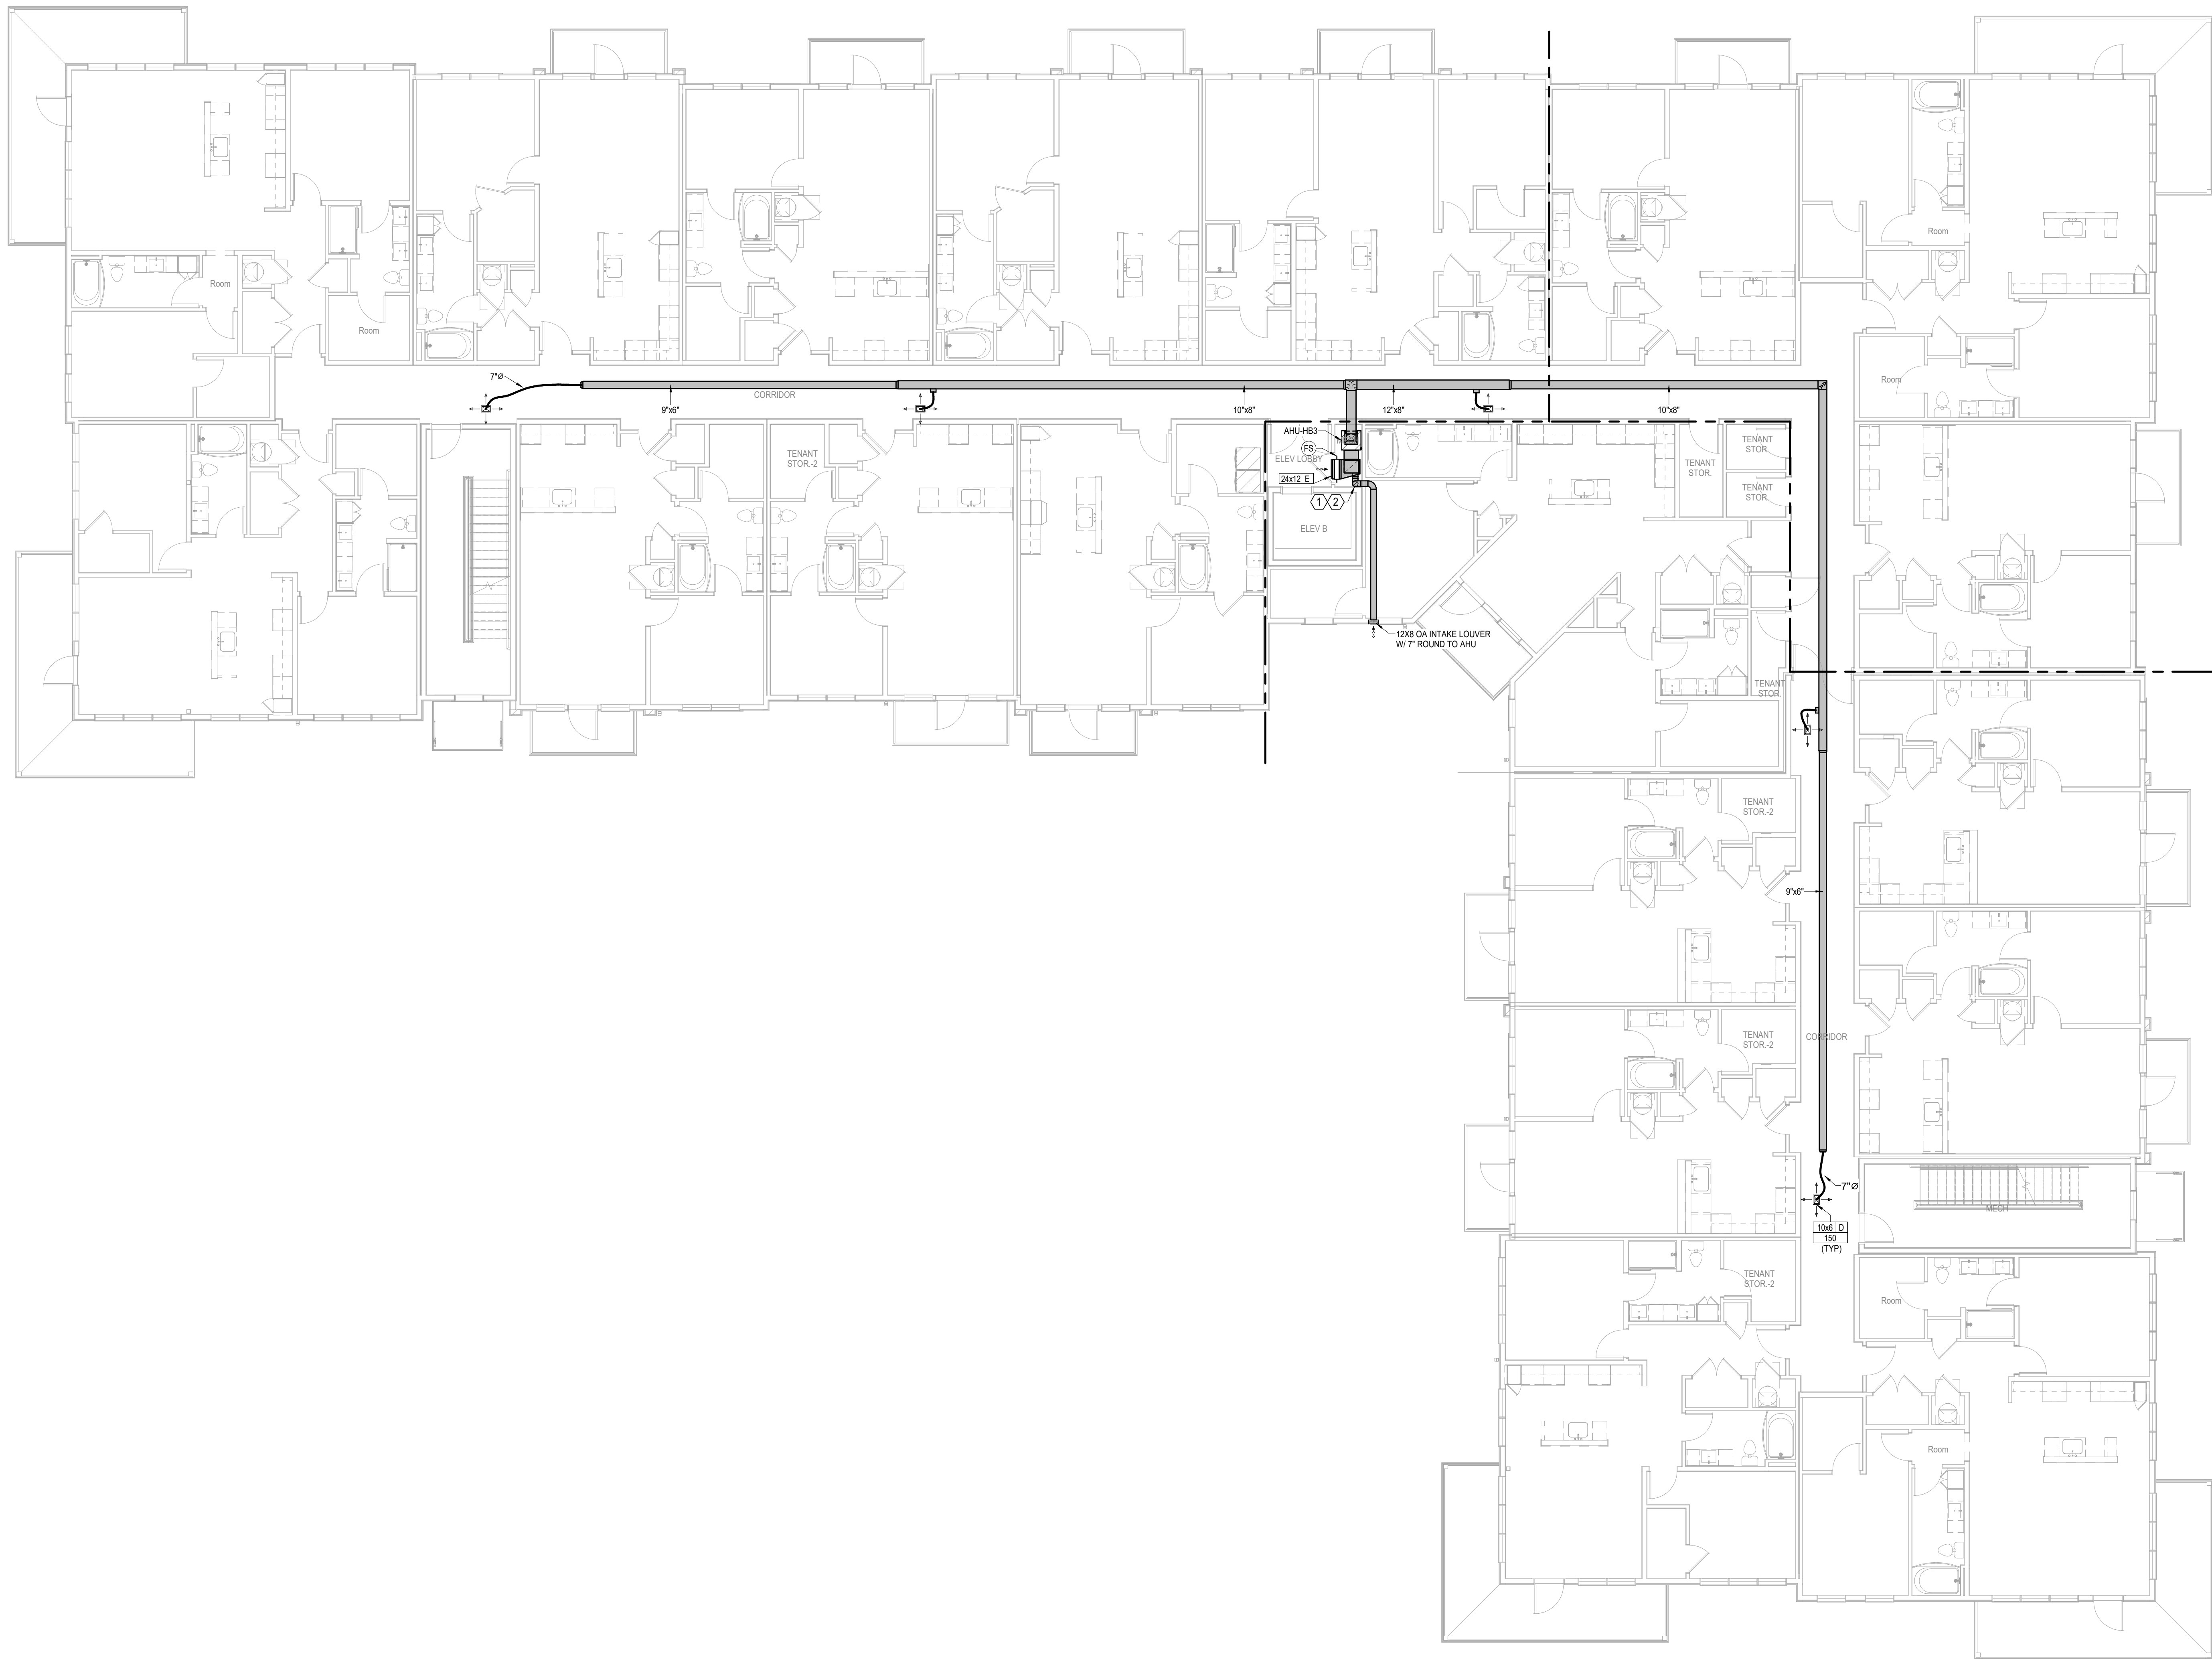 Room
Room
Room
Room
7"Ø
CORRIDOR
9"x6"
10"x8"
12"x8"
10"x8"
AHU-HB3
FS
ELEV LOBBY
24x12 E
1 2
ELEV B
TENANT
STOR.-2
TENANT
STOR.
TENANT
STOR.
TENANT
STOR.
12X8 OA INTAKE LOUVER
W/ 7" ROUND TO AHU
TENANT
STOR.
TENANT
STOR.-2
9"x6"
TENANT
STOR.-2
CORRIDOR
7"Ø
MECH
10x6 D
150
(TYP)
TENANT
STOR.-2
Room
Room